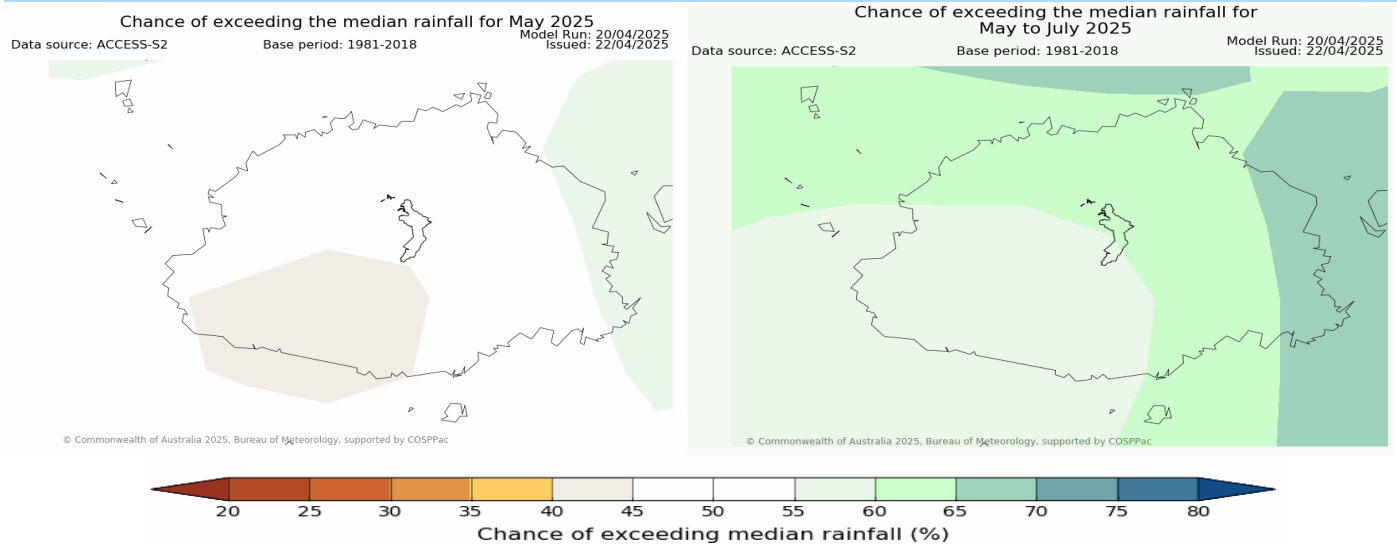 Chance of exceeding the median rainfall for May 2025
Model Run: 20/04/2025
Data source: ACCESS-S2 Base period: 1981-2018 Issued: 22/04/2025
© Commonwealth of Australia 2025, Bureau of Meteorology, supported by COSPPac
Chance of exceeding the median rainfall for
May to July 2025
Model Run: 20/04/2025
Data source: ACCESS-S2 Base period: 1981-2018 Issued: 22/04/2025
© Commonwealth of Australia 2025, Bureau of Meteorology, supported by COSPPac
20 25 30 35 40 45 50 55 60 65 70 75 80
Chance of exceeding median rainfall (%)